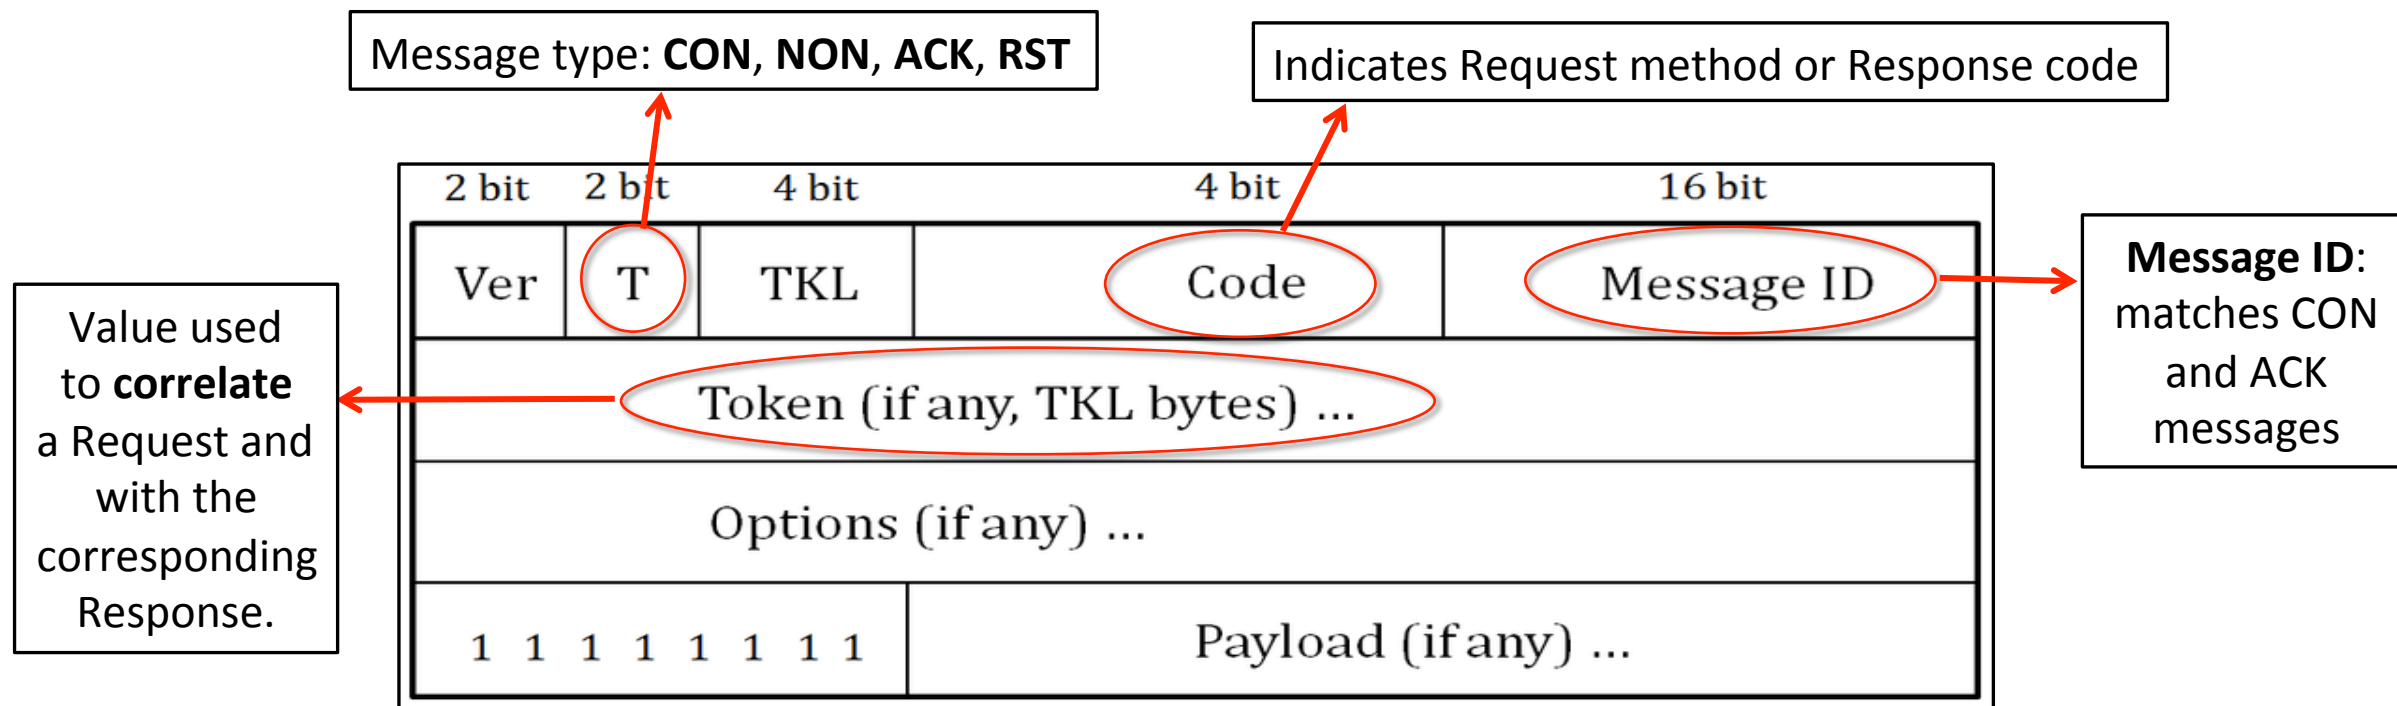 Message type: CON, NON, ACK, RST
Indicates Request method or Response code
2 bit 2 bit 4 bit 4 bit 16 bit
Ver T TKL Code Message ID
Token (if any, TKL bytes) ...
Options (if any) ...
1 1 1 1 1 1 1 1 Payload (if any) ...
Value used
to correlate
a Request and
with the
corresponding
Response.
Message ID:
matches CON
and ACK
messages